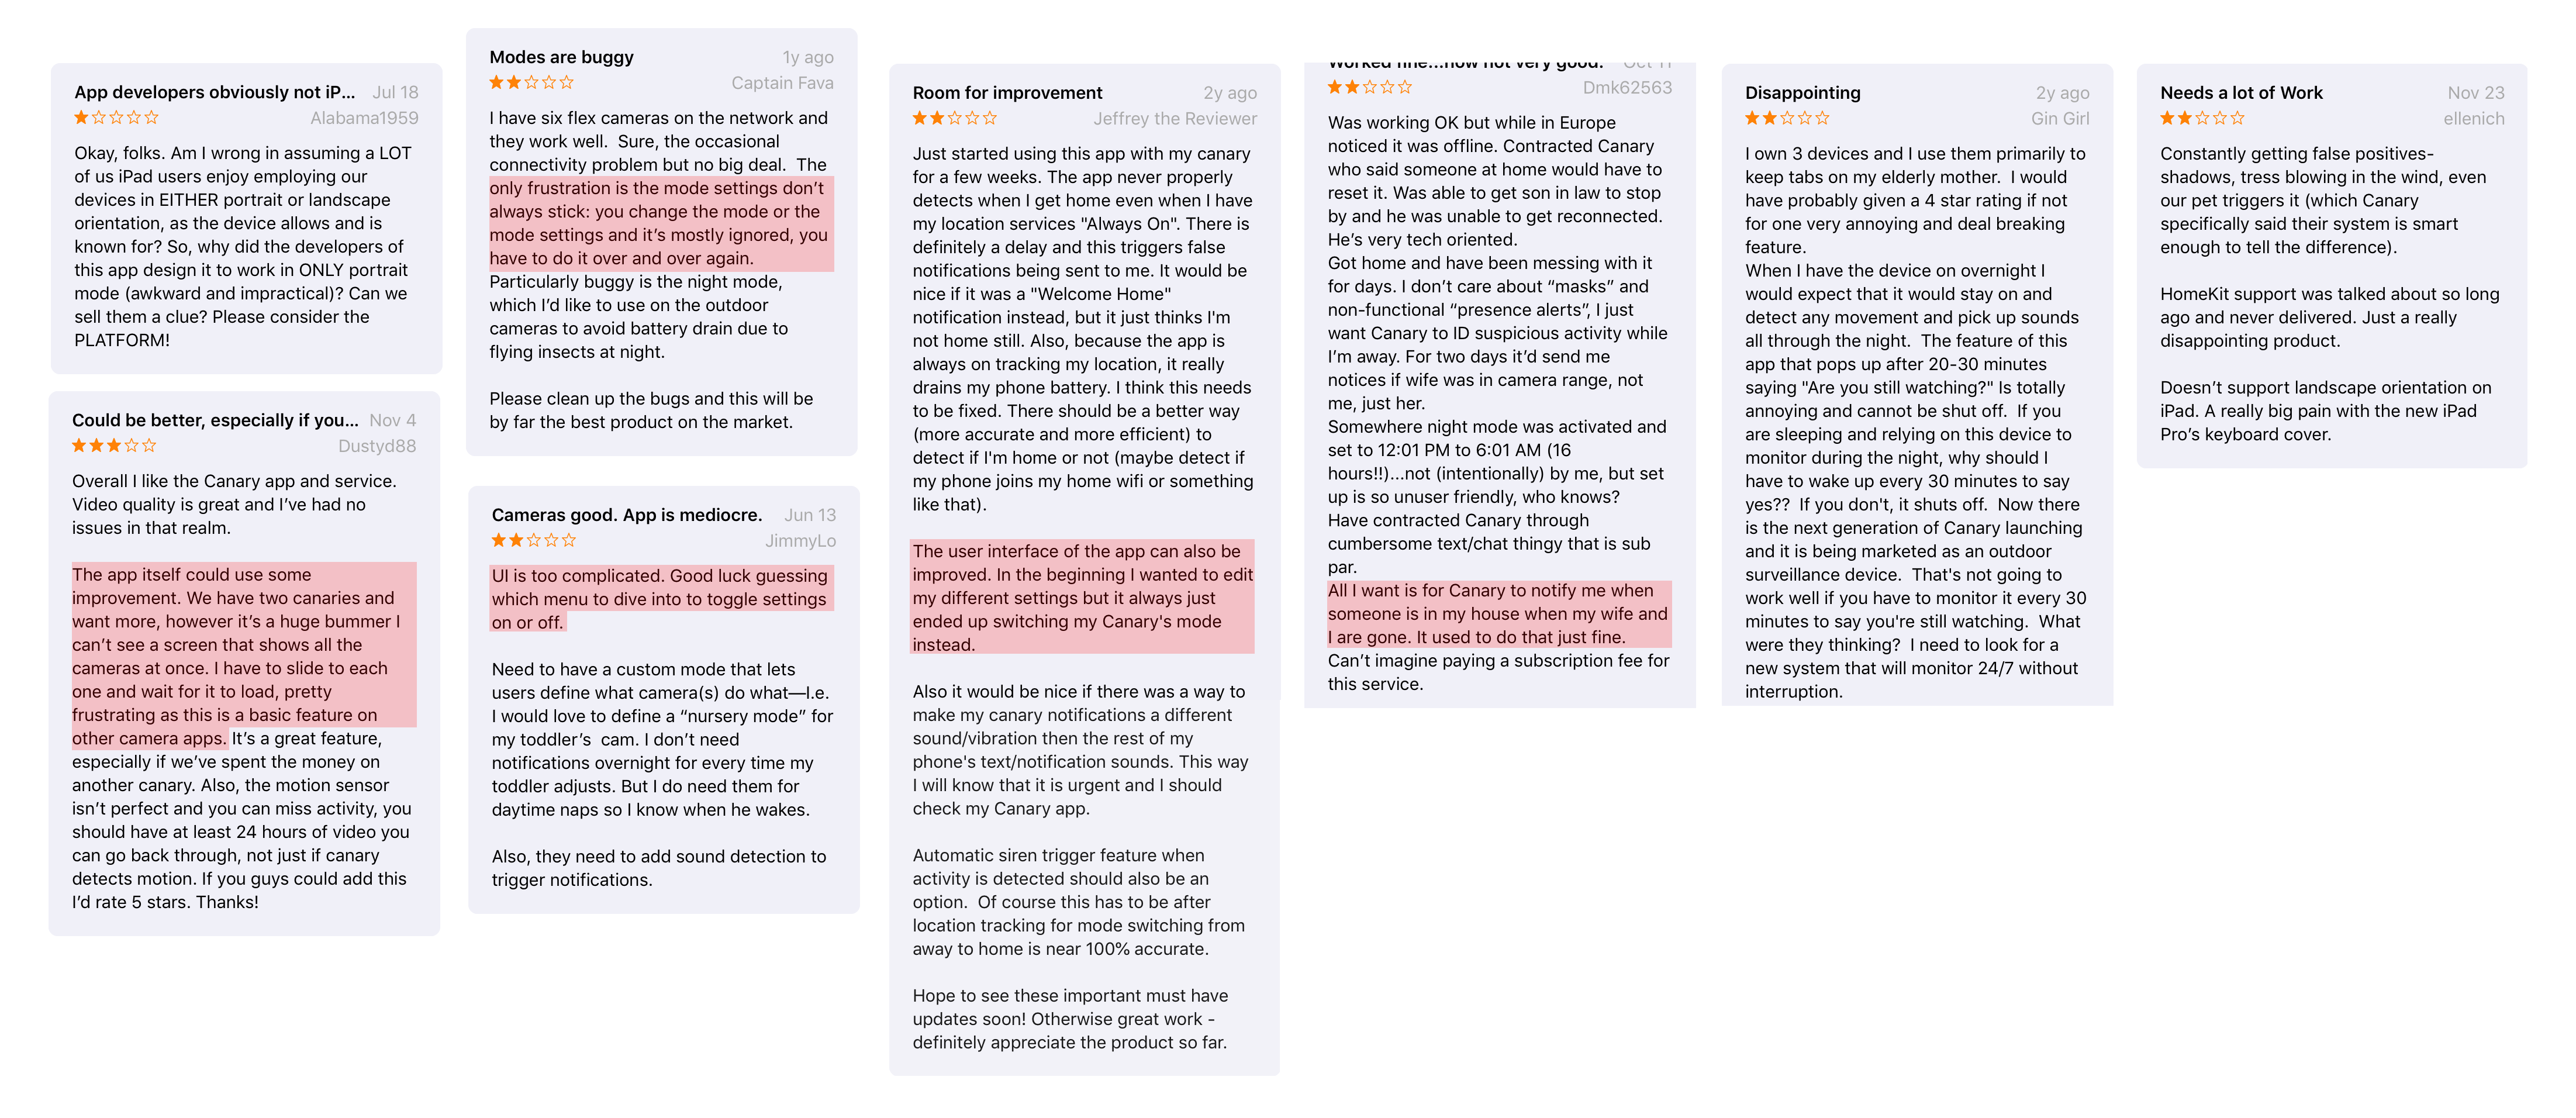 App developers obviously not iP... Jul 18
Alabama1959
Okay, folks. Am I wrong in assuming a LOT
of us iPad users enjoy employing our
devices in EITHER portrait or landscape
orientation, as the device allows and is
known for? So, why did the developers of
this app design it to work in ONLY portrait
mode (awkward and impractical)? Can we
sell them a clue? Please consider the
PLATFORM!
Could be better, especially if you... Nov 4
Dustyd88
Overall I like the Canary app and service.
Video quality is great and I've had no
issues in that realm.
The app itself could use some
improvement. We have two canaries and
want more, however it's a huge bummer I
can't see a screen that shows all the
cameras at once. I have to slide to each
one and wait for it to load, pretty
frustrating as this is a basic feature on
other camera apps. It's a great feature,
especially if we've spent the money on
another canary. Also, the motion sensor
isn't perfect and you can miss activity, you
should have at least 24 hours of video you
can go back through, not just if canary
detects motion. If you guys could add this
I'd rate 5 stars. Thanks!
Modes are buggy 1y ago
Captain Fava
I have six flex cameras on the network and
they work well. Sure, the occasional
connectivity problem but no big deal. The
only frustration is the mode settings don't
always stick: you change the mode or the
mode settings and it's mostly ignored, you
have to do it over and over again.
Particularly buggy is the night mode,
which I'd like to use on the outdoor
cameras to avoid battery drain due to
flying insects at night.
Please clean up the bugs and this will be
by far the best product on the market.
Cameras good. App is mediocre. Jun 13
JimmyLo
UI is too complicated. Good luck guessing
which menu to dive into to toggle settings
on or off.
Need to have a custom mode that lets
users define what camera(s) do what—I.e.
I would love to define a “nursery mode” for
my toddler's cam. I don't need
notifications overnight for every time my
toddler adjusts. But I do need them for
daytime naps so I know when he wakes.
Also, they need to add sound detection to
trigger notifications.
Room for improvement 2y ago
Jeffrey the Reviewer
Just started using this app with my canary
for a few weeks. The app never properly
detects when I get home even when I have
my location services "Always On". There is
definitely a delay and this triggers false
notifications being sent to me. It would be
nice if it was a "Welcome Home"
notification instead, but it just thinks I'm
not home still. Also, because the app is
always on tracking my location, it really
drains my phone battery. I think this needs
to be fixed. There should be a better way
(more accurate and more efficient) to
detect if I'm home or not (maybe detect if
my phone joins my home wifi or something
like that).
The user interface of the app can also be
improved. In the beginning I wanted to edit
my different settings but it always just
ended up switching my Canary's mode
instead.
Also it would be nice if there was a way to
make my canary notifications a different
sound/vibration then the rest of my
phone's text/notification sounds. This way
I will know that it is urgent and I should
check my Canary app.
Automatic siren trigger feature when
activity is detected should also be an
option. Of course this has to be after
location tracking for mode switching from
away to home is near 100% accurate.
Hope to see these important must have
updates soon! Otherwise great work -
definitely appreciate the product so far.
Worked fine...now not very good. Oct 11
Dmk62563
Was working OK but while in Europe
noticed it was offline. Contracted Canary
who said someone at home would have to
reset it. Was able to get son in law to stop
by and he was unable to get reconnected.
He's very tech oriented.
Got home and have been messing with it
for days. I don't care about “masks” and
non-functional “presence alerts”, I just
want Canary to ID suspicious activity while
I'm away. For two days it'd send me
notices if wife was in camera range, not
me, just her.
Somewhere night mode was activated and
set to 12:01 PM to 6:01 AM (16
hours!!)...not (intentionally) by me, but set
up is so unuser friendly, who knows?
Have contracted Canary through
cumbersome text/chat thingy that is sub
par.
All I want is for Canary to notify me when
someone is in my house when my wife and
I are gone. It used to do that just fine.
Can't imagine paying a subscription fee for
this service.
Disappointing 2y ago
Gin Girl
I own 3 devices and I use them primarily to
keep tabs on my elderly mother. I would
have probably given a 4 star rating if not
for one very annoying and deal breaking
feature.
When I have the device on overnight I
would expect that it would stay on and
detect any movement and pick up sounds
all through the night. The feature of this
app that pops up after 20-30 minutes
saying "Are you still watching?" Is totally
annoying and cannot be shut off. If you
are sleeping and relying on this device to
monitor during the night, why should I
have to wake up every 30 minutes to say
yes?? If you don't, it shuts off. Now there
is the next generation of Canary launching
and it is being marketed as an outdoor
surveillance device. That's not going to
work well if you have to monitor it every 30
minutes to say you're still watching. What
were they thinking? I need to look for a
new system that will monitor 24/7 without
interruption.
Needs a lot of Work Nov 23
ellenich
Constantly getting false positives-
shadows, tress blowing in the wind, even
our pet triggers it (which Canary
specifically said their system is smart
enough to tell the difference).
HomeKit support was talked about so long
ago and never delivered. Just a really
disappointing product.
Doesn't support landscape orientation on
iPad. A really big pain with the new iPad
Pro's keyboard cover.